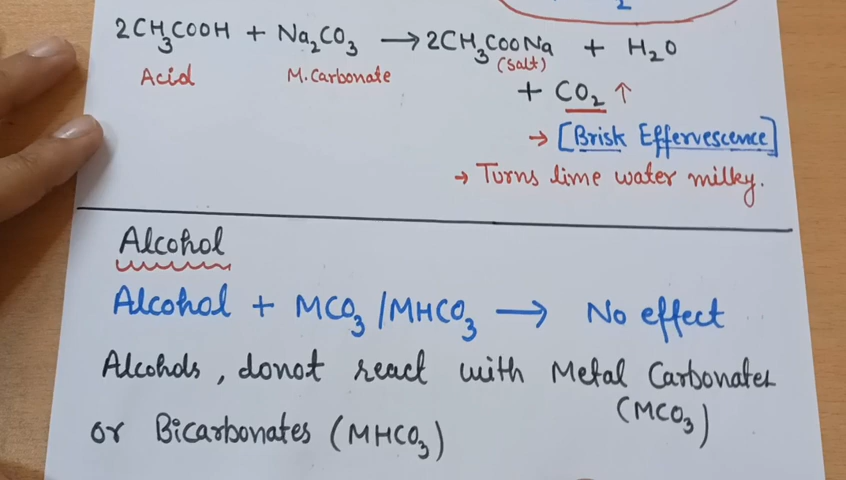 2
2CH₃COOH + Na₂CO₃ → 2CH₃COONa + H₂O
Acid M.Carbonate (Salt)
+ CO₂ ↑
→ [Brisk Effervescence]
→ Turns lime water milky.
Alcohol
Alcohol + MCO₃ / MHCO₃ → No effect
Alcohols, donot react with Metal Carbonates
(MCO₃)
or Bicarbonates (MHCO₃)